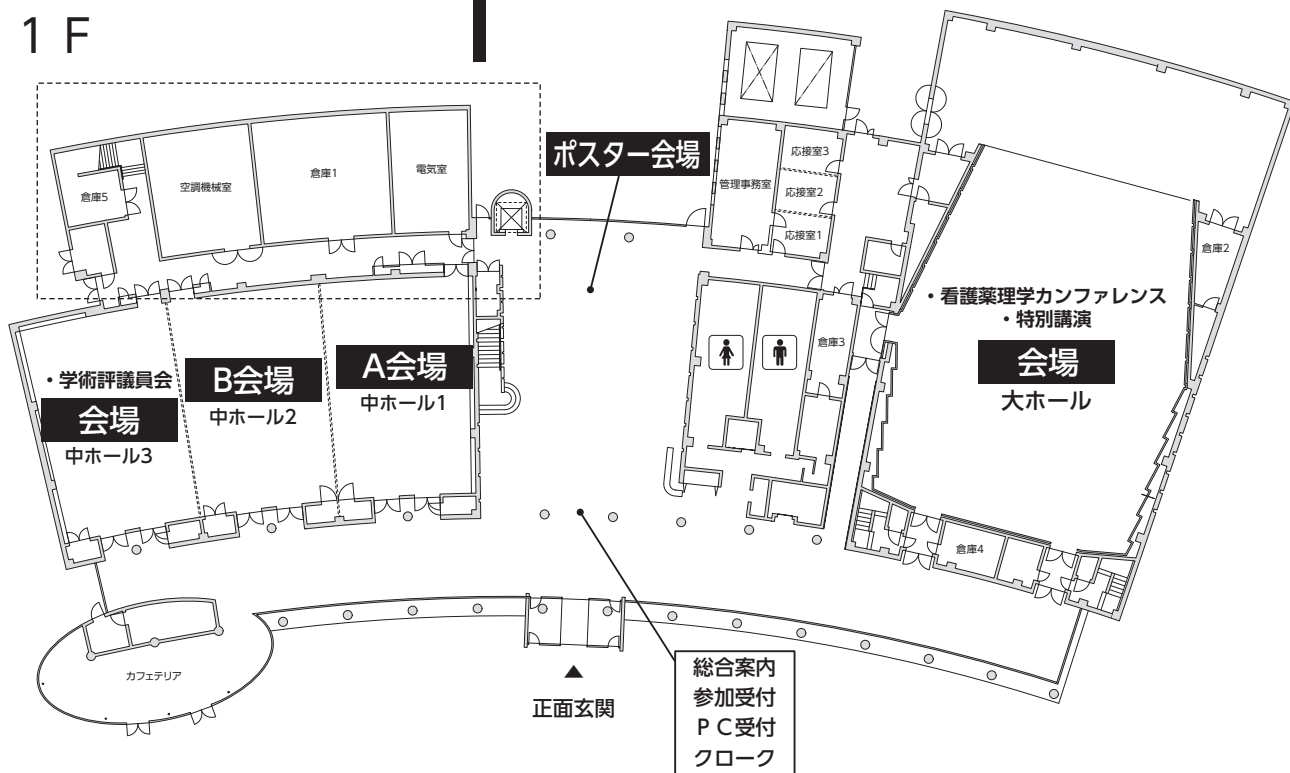 1 F
ポスター会場
倉庫5
空調機械室
倉庫1
電気室
管理事務室
応接室3
応接室2
応接室1
倉庫2
・看護薬理学カンファレンス
・特別講演
会場
大ホール
倉庫3
A会場
中ホール1
B会場
中ホール2
・学術評議員会
会場
中ホール3
倉庫4
カフェテリア
正面玄関
総合案内
参加受付
ＰＣ受付
クローク